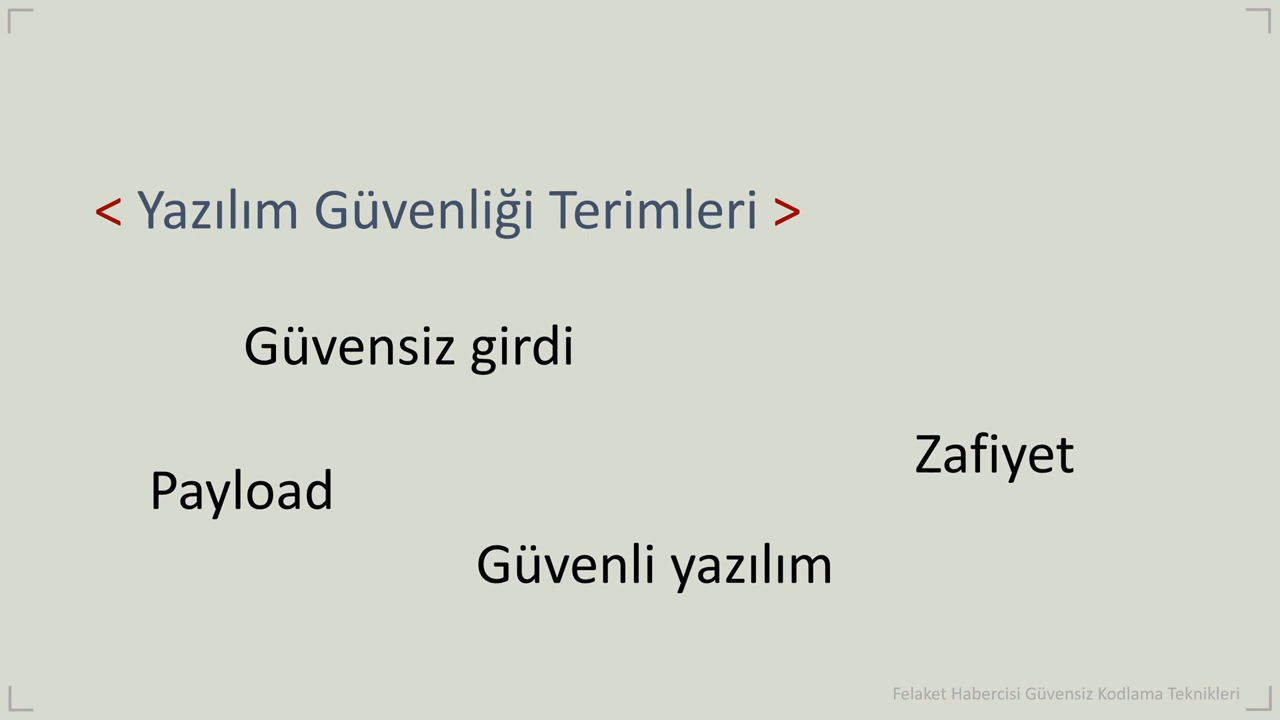 < Yazılım Güvenliği Terimleri >
Güvensiz girdi
Zafiyet
Payload
Güvenli yazılım
Felaket Habercisi Güvensiz Kodlama Teknikleri